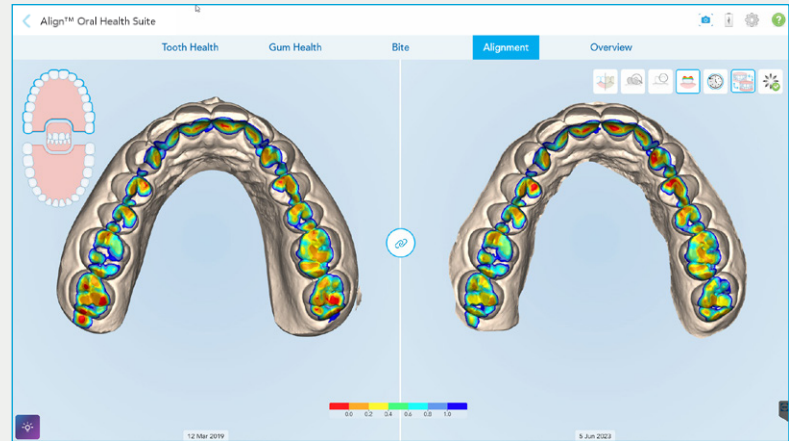 Align™ Oral Health Suite
?
Tooth Health Gum Health Bite Alignment Overview
0.0 0.2 0.4 0.6 0.8 1.0
12 Mar 2019 5 Jun 2023